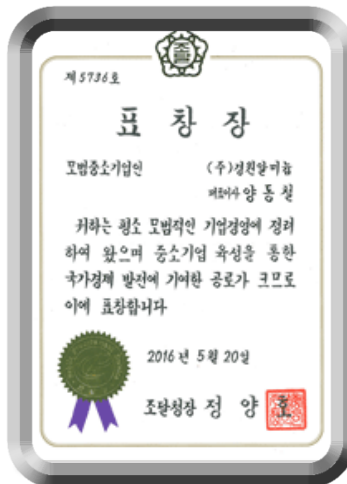 조달
제5736호
표창장
모범중소기업인
(주)경원알미늄
대표이사 양동철
귀하는 평소 모범적인 기업경영에 정려
하여 왔으며 중소기업 육성을 통한
국가경제 발전에 기여한 공로가 크므로
이에 표창합니다
2016년 5월 20일
조달청장 정양호